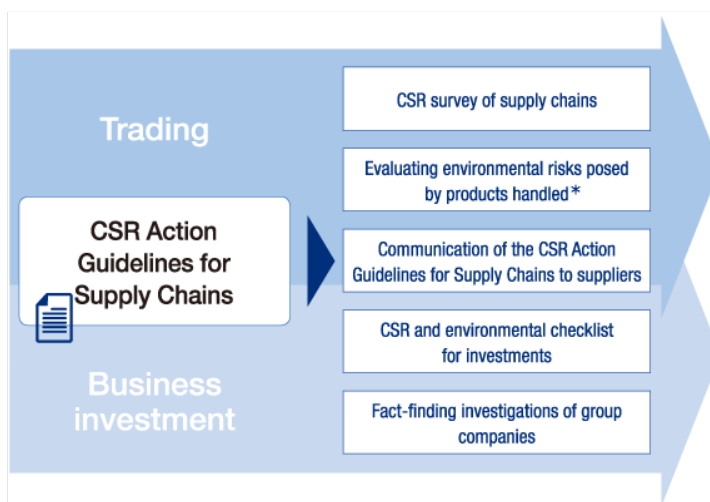 Trading
CSR Action
Guidelines for
Supply Chains
Business
investment
CSR survey of supply chains
Evaluating environmental risks posed
by products handled*
Communication of the CSR Action
Guidelines for Supply Chains to suppliers
CSR and environmental checklist
for investments
Fact-finding investigations of group
companies